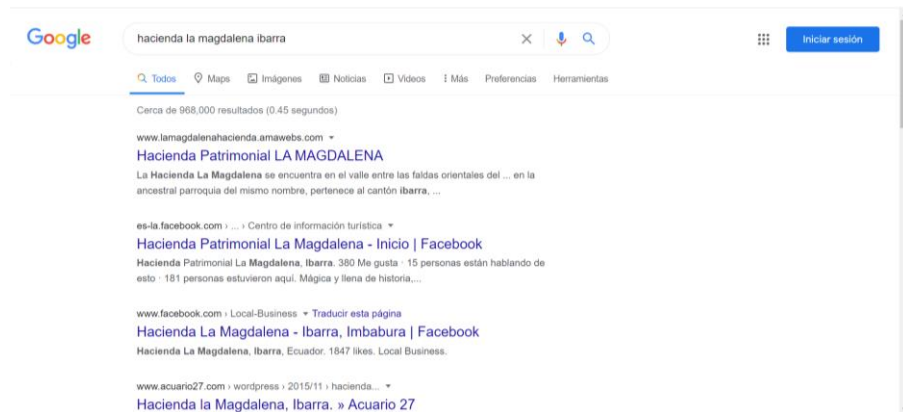 Google
hacienda la magdalena ibarra
Iniciar sesión
Todos Maps Imágenes Noticias Videos Más Preferencias Herramientas
Cerca de 968,000 resultados (0.45 segundos)
www.lamagdalenahacienda.amawebs.com
Hacienda Patrimonial LA MAGDALENA
La Hacienda La Magdalena se encuentra en el valle entre las faldas orientales del ... en la
ancestral parroquia del mismo nombre, pertenece al cantón ibarra, ...
es-la.facebook.com › ... › Centro de información turística
Hacienda Patrimonial La Magdalena - Inicio | Facebook
Hacienda Patrimonial La Magdalena, Ibarra. 380 Me gusta · 15 personas están hablando de
esto · 181 personas estuvieron aquí. Mágica y llena de historia,...
www.facebook.com › Local-Business Traducir esta página
Hacienda La Magdalena - Ibarra, Imbabura | Facebook
Hacienda La Magdalena, Ibarra, Ecuador. 1847 likes. Local Business.
www.acuario27.com › wordpress › 2015/11 › hacienda...
Hacienda la Magdalena, Ibarra. » Acuario 27